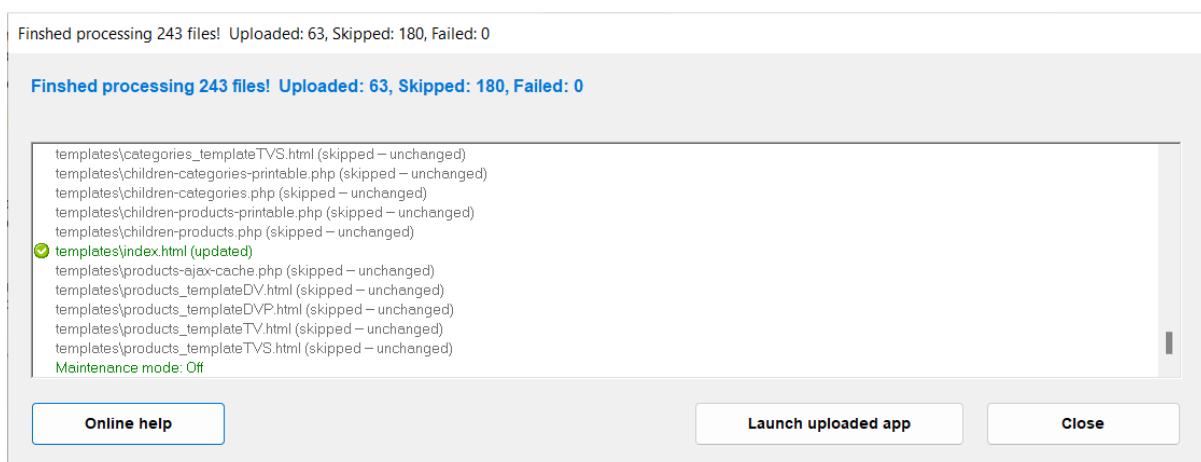 Finshed processing 243 files!  Uploaded: 63, Skipped: 180, Failed: 0
Finshed processing 243 files!  Uploaded: 63, Skipped: 180, Failed: 0
templates\categories_templateTVS.html (skipped – unchanged)
templates\children-categories-printable.php (skipped – unchanged)
templates\children-categories.php (skipped – unchanged)
templates\children-products-printable.php (skipped – unchanged)
templates\children-products.php (skipped – unchanged)
templates\index.html (updated)
templates\products-ajax-cache.php (skipped – unchanged)
templates\products_templateDV.html (skipped – unchanged)
templates\products_templateDVP.html (skipped – unchanged)
templates\products_templateTV.html (skipped – unchanged)
templates\products_templateTVS.html (skipped – unchanged)
Maintenance mode: Off
Online help
Launch uploaded app
Close